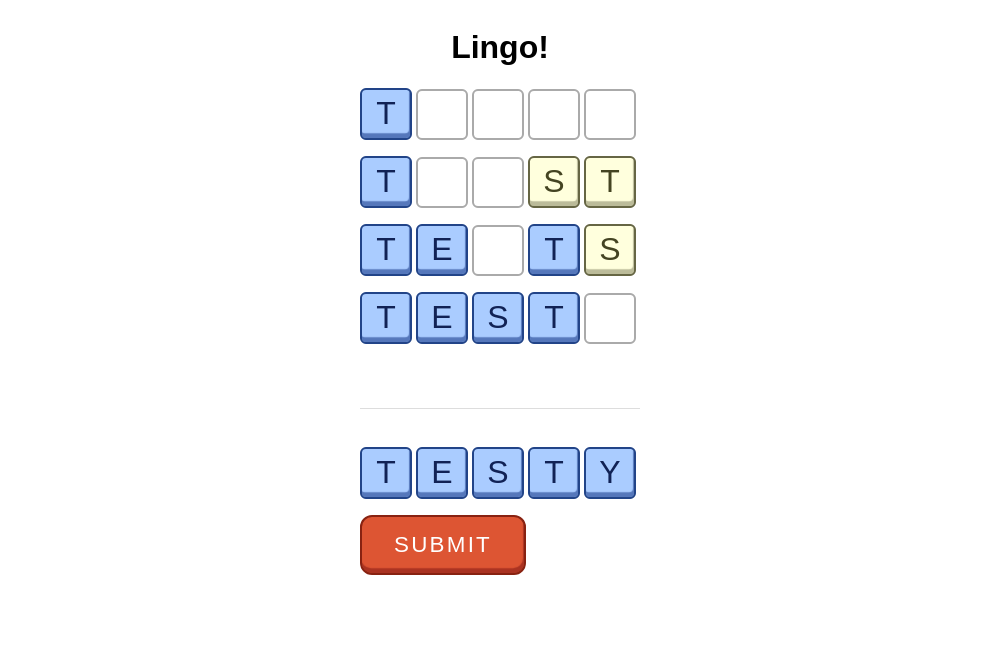 Lingo!
T
T S T
T E T S
T E S T
T E S T Y
SUBMIT